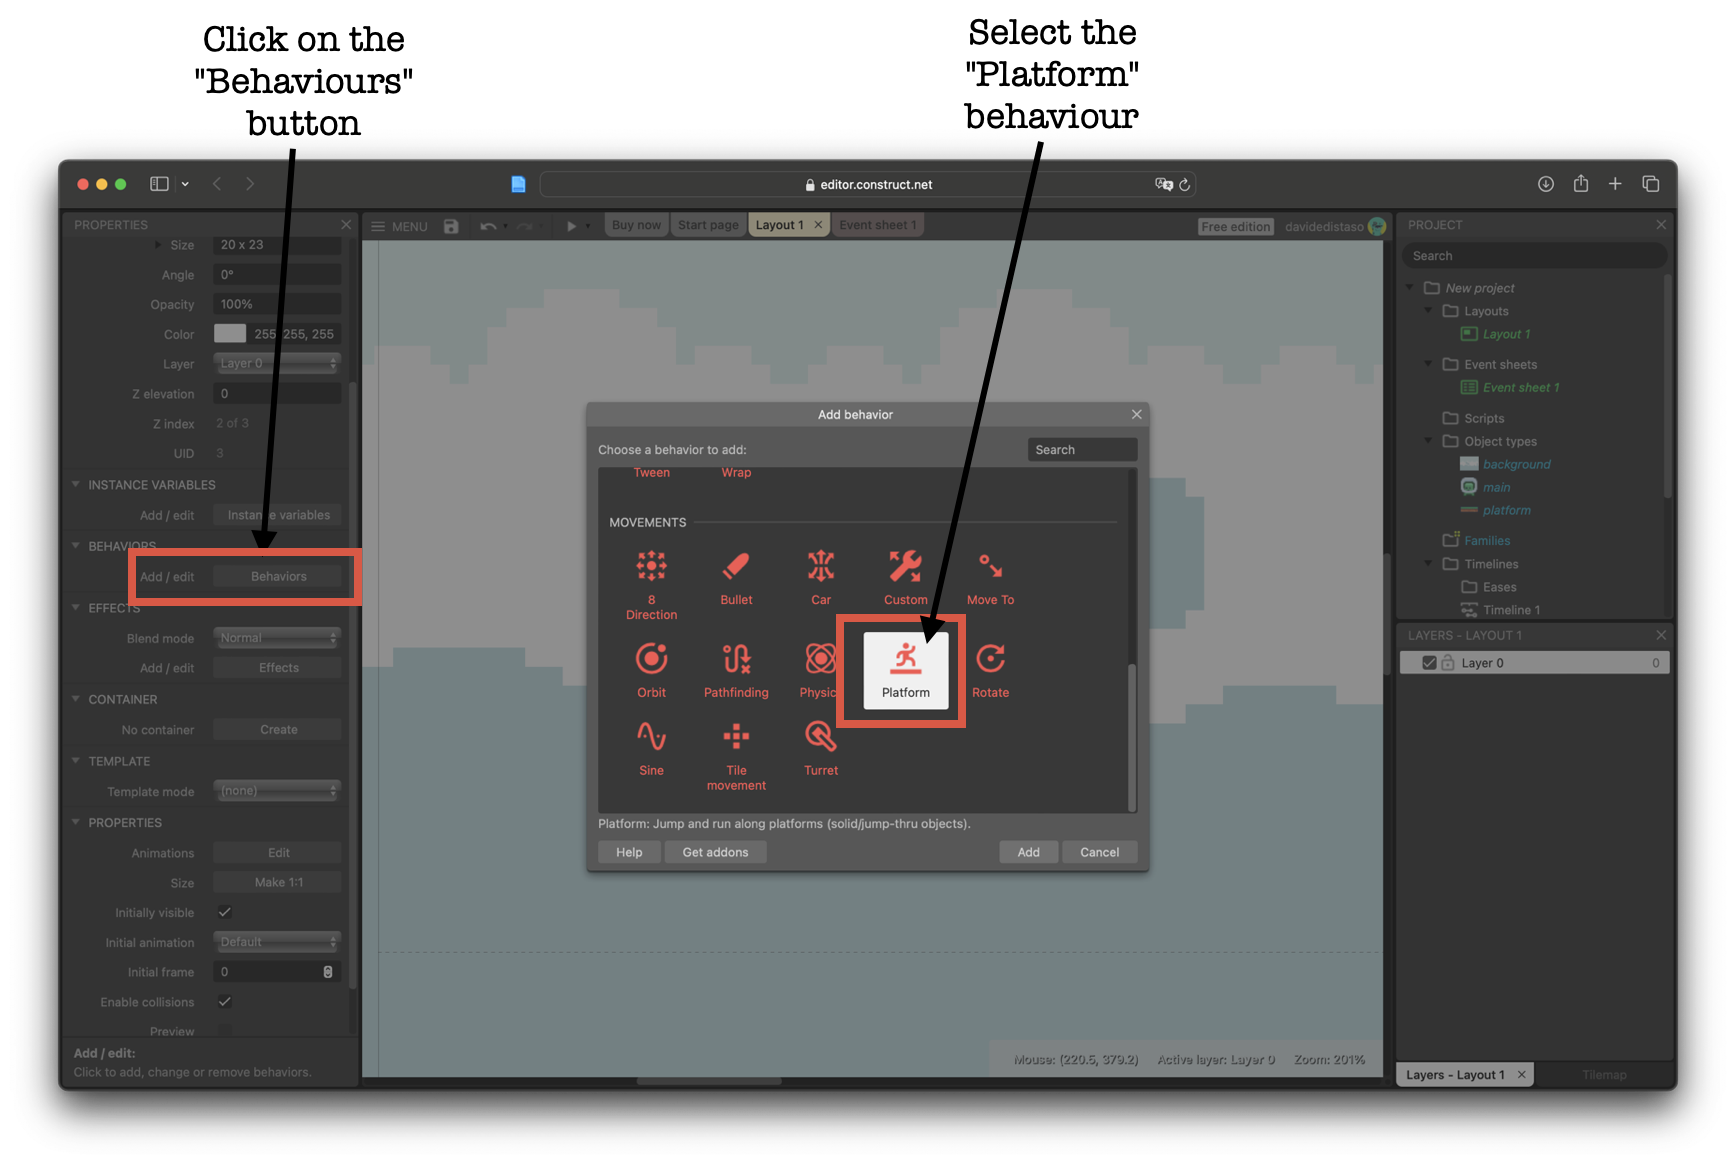 Click on the
"Behaviours"
button
Select the
"Platform"
behaviour
editor.construct.net
PROPERTIES
Size 20 x 23
Angle 0°
Opacity 100%
Color 255, 255, 255
Layer Layer 0
Z elevation 0
Z index 2 of 3
UID 3
INSTANCE VARIABLES
Add / edit Instance variables
BEHAVIORS
Add / edit Behaviors
EFFECTS
Blend mode Normal
Add / edit Effects
CONTAINER
No container Create
TEMPLATE
Template mode (none)
PROPERTIES
Animations Edit
Size Make 1:1
Initially visible
Initial animation Default
Initial frame 0
Enable collisions
Preview
Add / edit:
Click to add, change or remove behaviors.
MENU Buy now Start page Layout 1 Event sheet 1 Free edition davidedistaso
Add behavior
Choose a behavior to add: Search
Tween Wrap
MOVEMENTS
8
Direction
Bullet
Car
Custom
Move To
Orbit
Pathfinding
Physic
Platform
Rotate
Sine
Tile
movement
Turret
Platform: Jump and run along platforms (solid/jump-thru objects).
Help Get addons Add Cancel
Mouse: (220.5, 379.2) Active layer: Layer 0 Zoom: 201%
PROJECT
Search
New project
Layouts
Layout 1
Event sheets
Event sheet 1
Scripts
Object types
background
main
platform
Families
Timelines
Eases
Timeline 1
LAYERS - LAYOUT 1
Layer 0 0
Layers - Layout 1 Tilemap